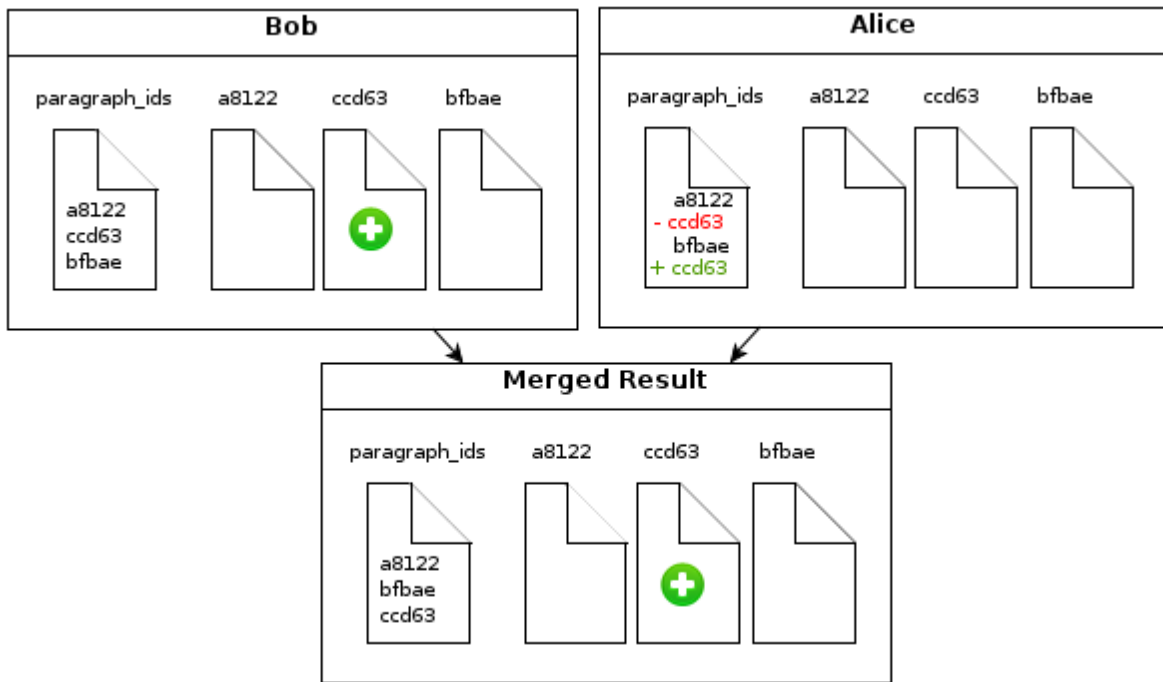 Bob
paragraph_ids a8122 ccd63 bfbae
a8122
ccd63
bfbae
Alice
paragraph_ids a8122 ccd63 bfbae
a8122
- ccd63
bfbae
+ ccd63
Merged Result
paragraph_ids a8122 ccd63 bfbae
a8122
bfbae
ccd63